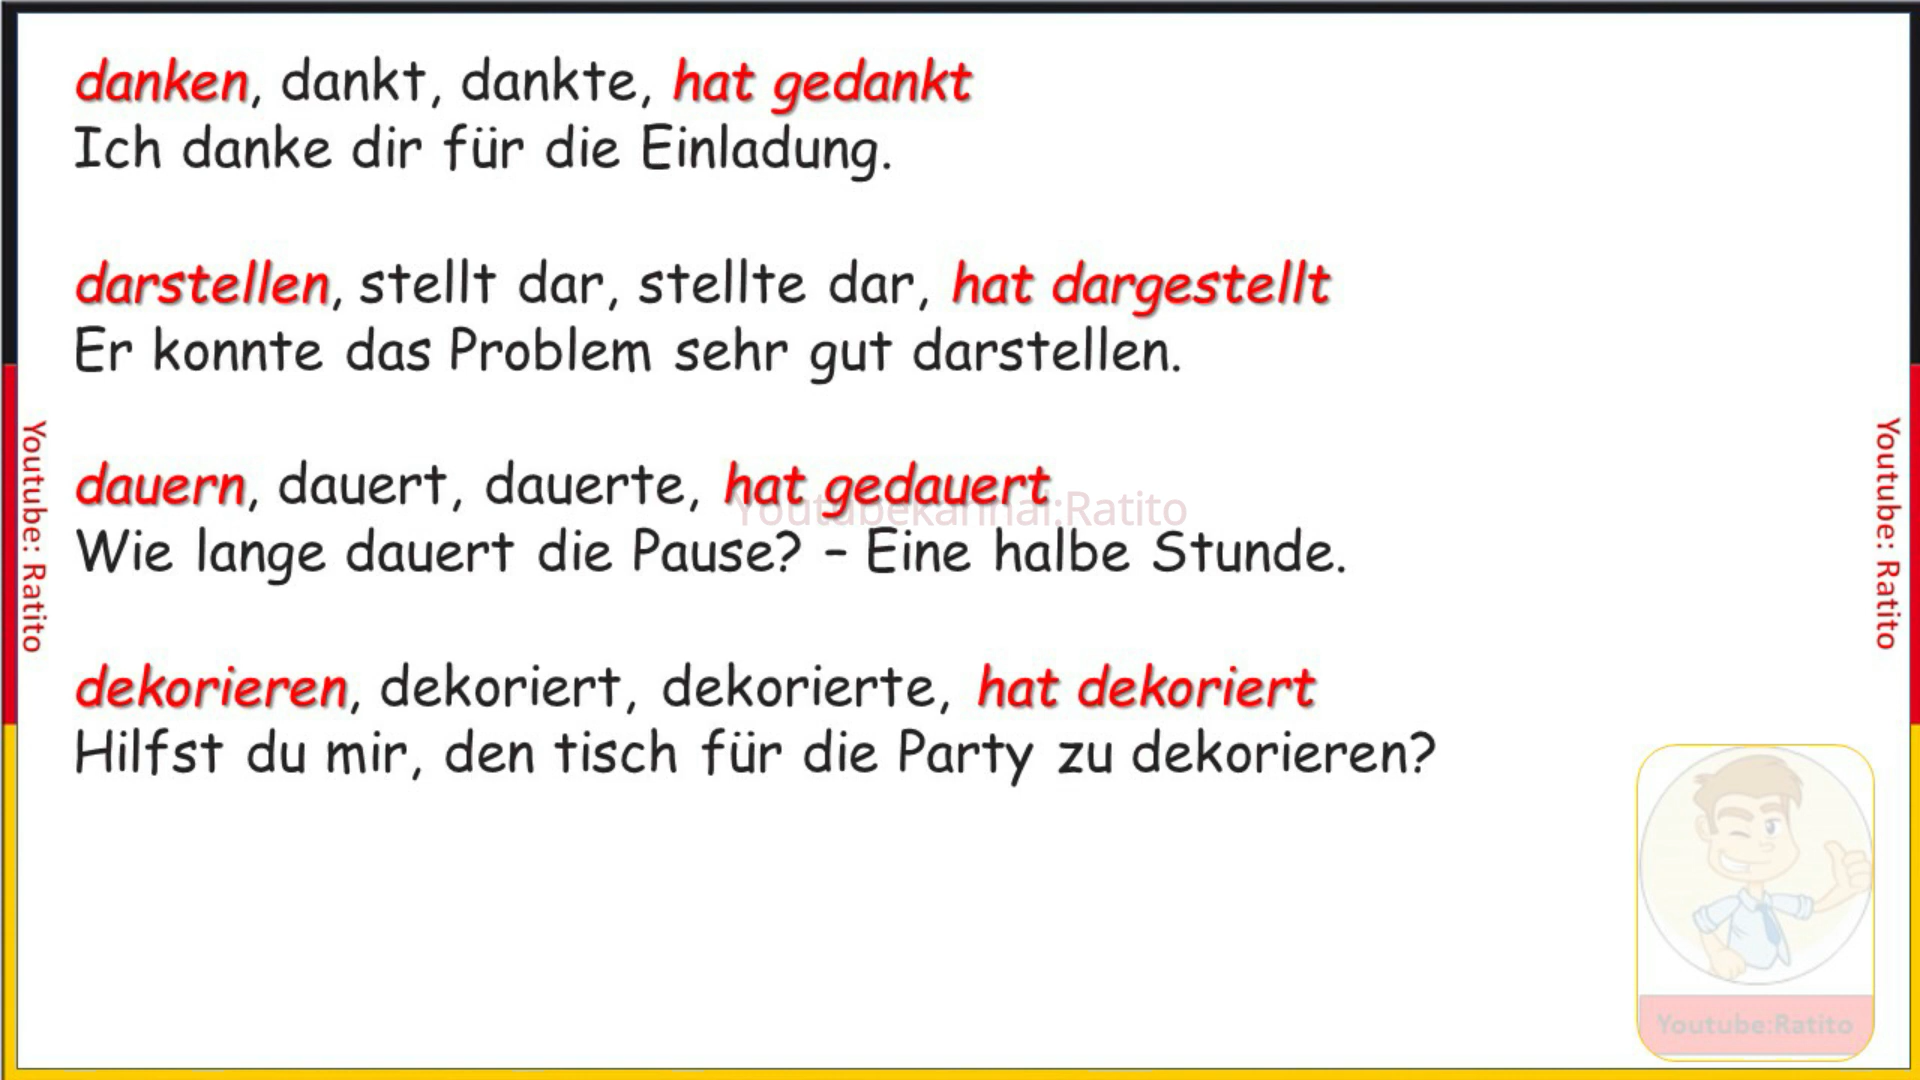 danken, dankt, dankte, hat gedankt
Ich danke dir für die Einladung.
darstellen, stellt dar, stellte dar, hat dargestellt
Er konnte das Problem sehr gut darstellen.
dauern, dauert, dauerte, hat gedauert
Youtubekannal:Ratito
Wie lange dauert die Pause? – Eine halbe Stunde.
dekorieren, dekoriert, dekorierte, hat dekoriert
Hilfst du mir, den tisch für die Party zu dekorieren?
Youtube: Ratito
Youtube: Ratito
Youtube:Ratito